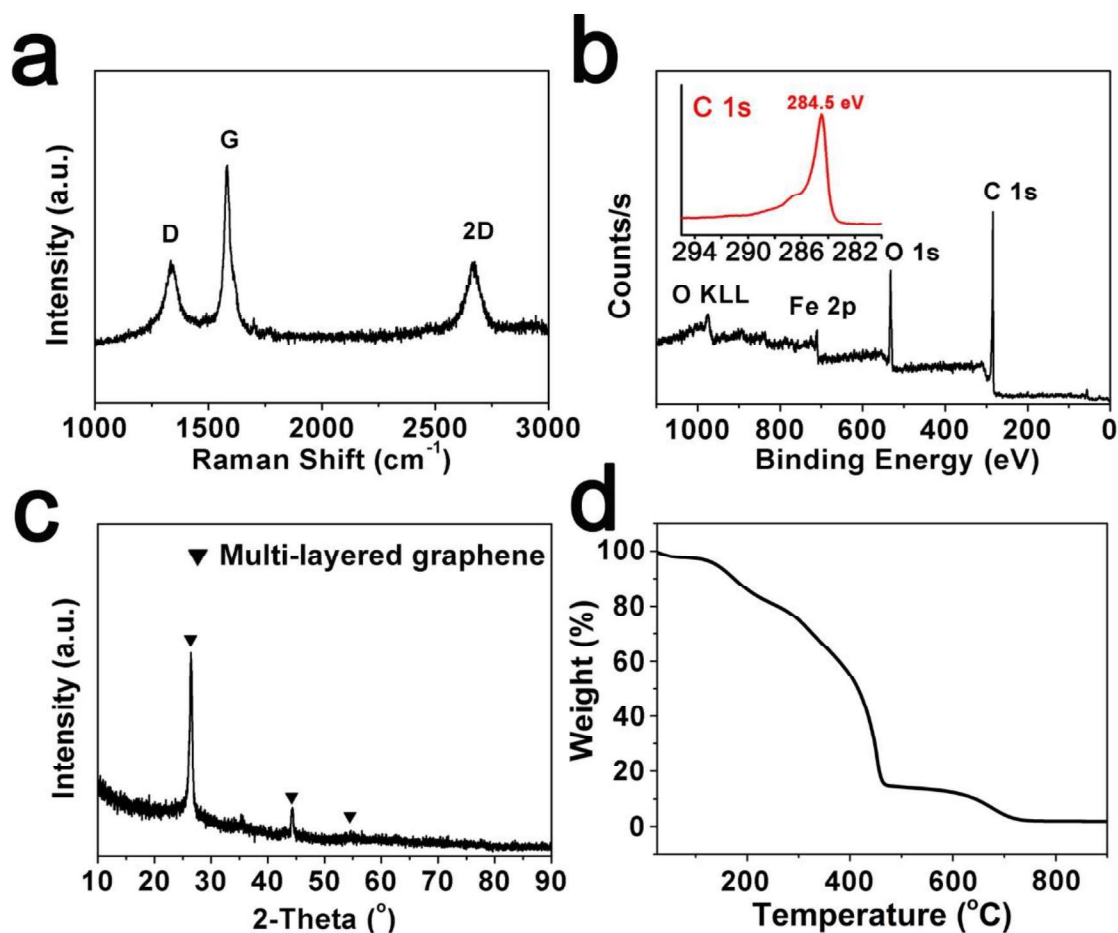 a
D
G
2D
Intensity (a.u.)
1000 1500 2000 2500 3000
Raman Shift (cm⁻¹)
b
C 1s
284.5 eV
294 290 286 282
C 1s
O 1s
Fe 2p
O KLL
Counts/s
1000 800 600 400 200 0
Binding Energy (eV)
c
▼ Multi-layered graphene
Intensity (a.u.)
10 20 30 40 50 60 70 80 90
2-Theta (°)
d
100
80
60
40
20
0
Weight (%)
200 400 600 800
Temperature (°C)